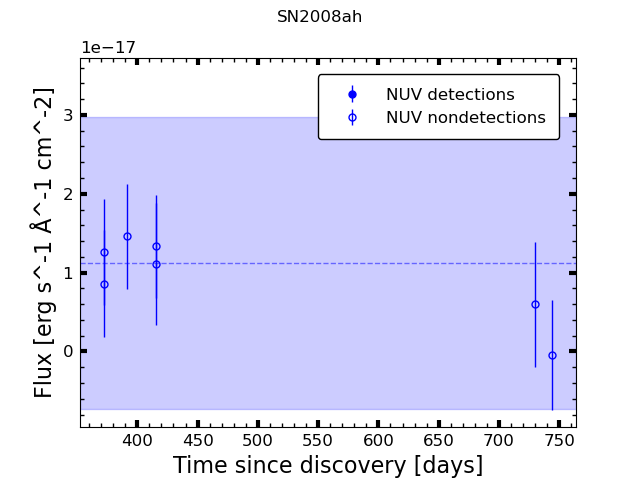 SN2008ah
1e−17
NUV detections
NUV nondetections
3
2
1
0
Flux [erg s^-1 Å^-1 cm^-2]
400 450 500 550 600 650 700 750
Time since discovery [days]